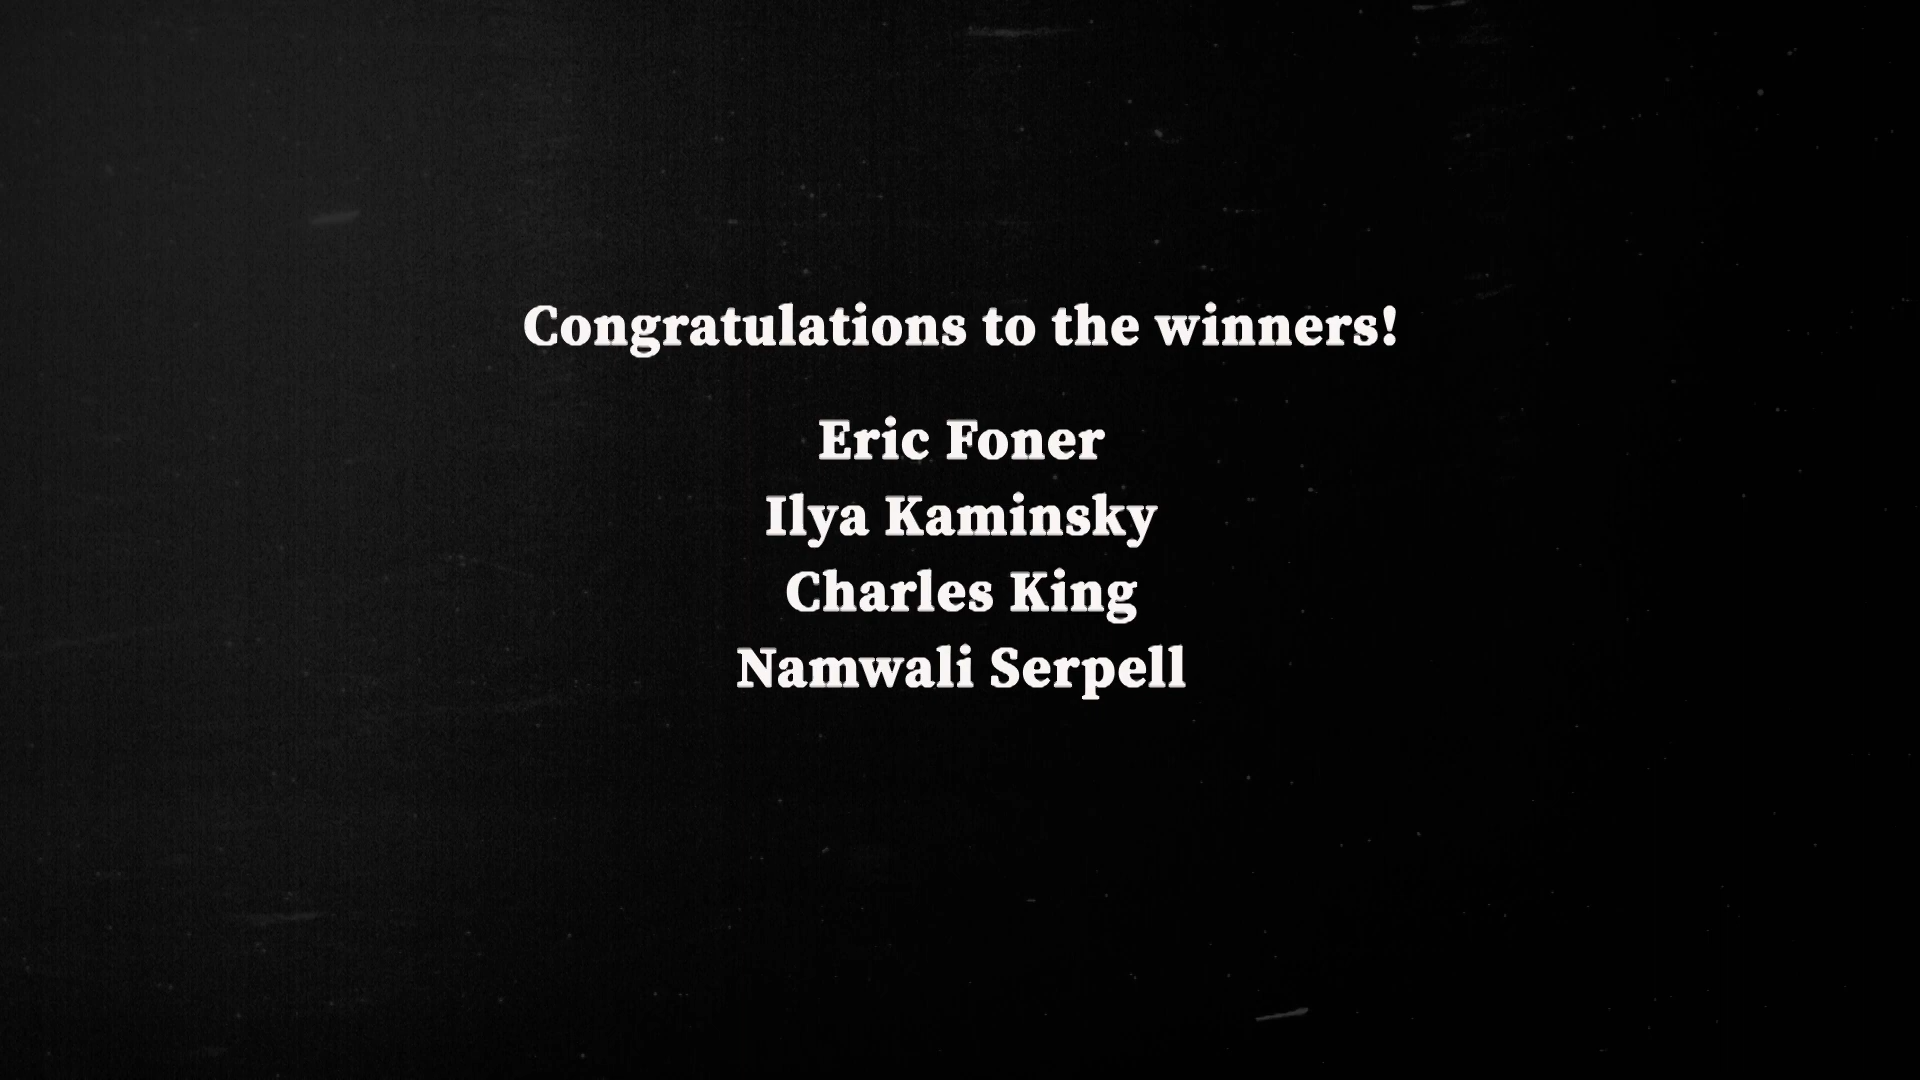 Congratulations to the winners!
Eric Foner
Ilya Kaminsky
Charles King
Namwali Serpell